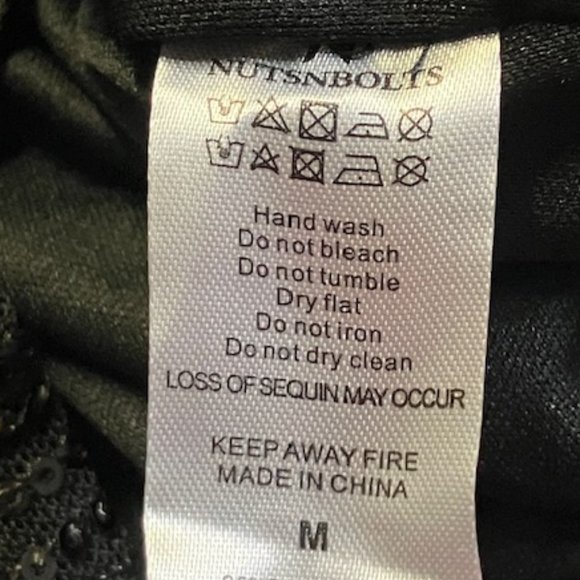 NUTSNBOLTS
Hand wash
Do not bleach
Do not tumble
Dry flat
Do not iron
Do not dry clean
LOSS OF SEQUIN MAY OCCUR
KEEP AWAY FIRE
MADE IN CHINA
M